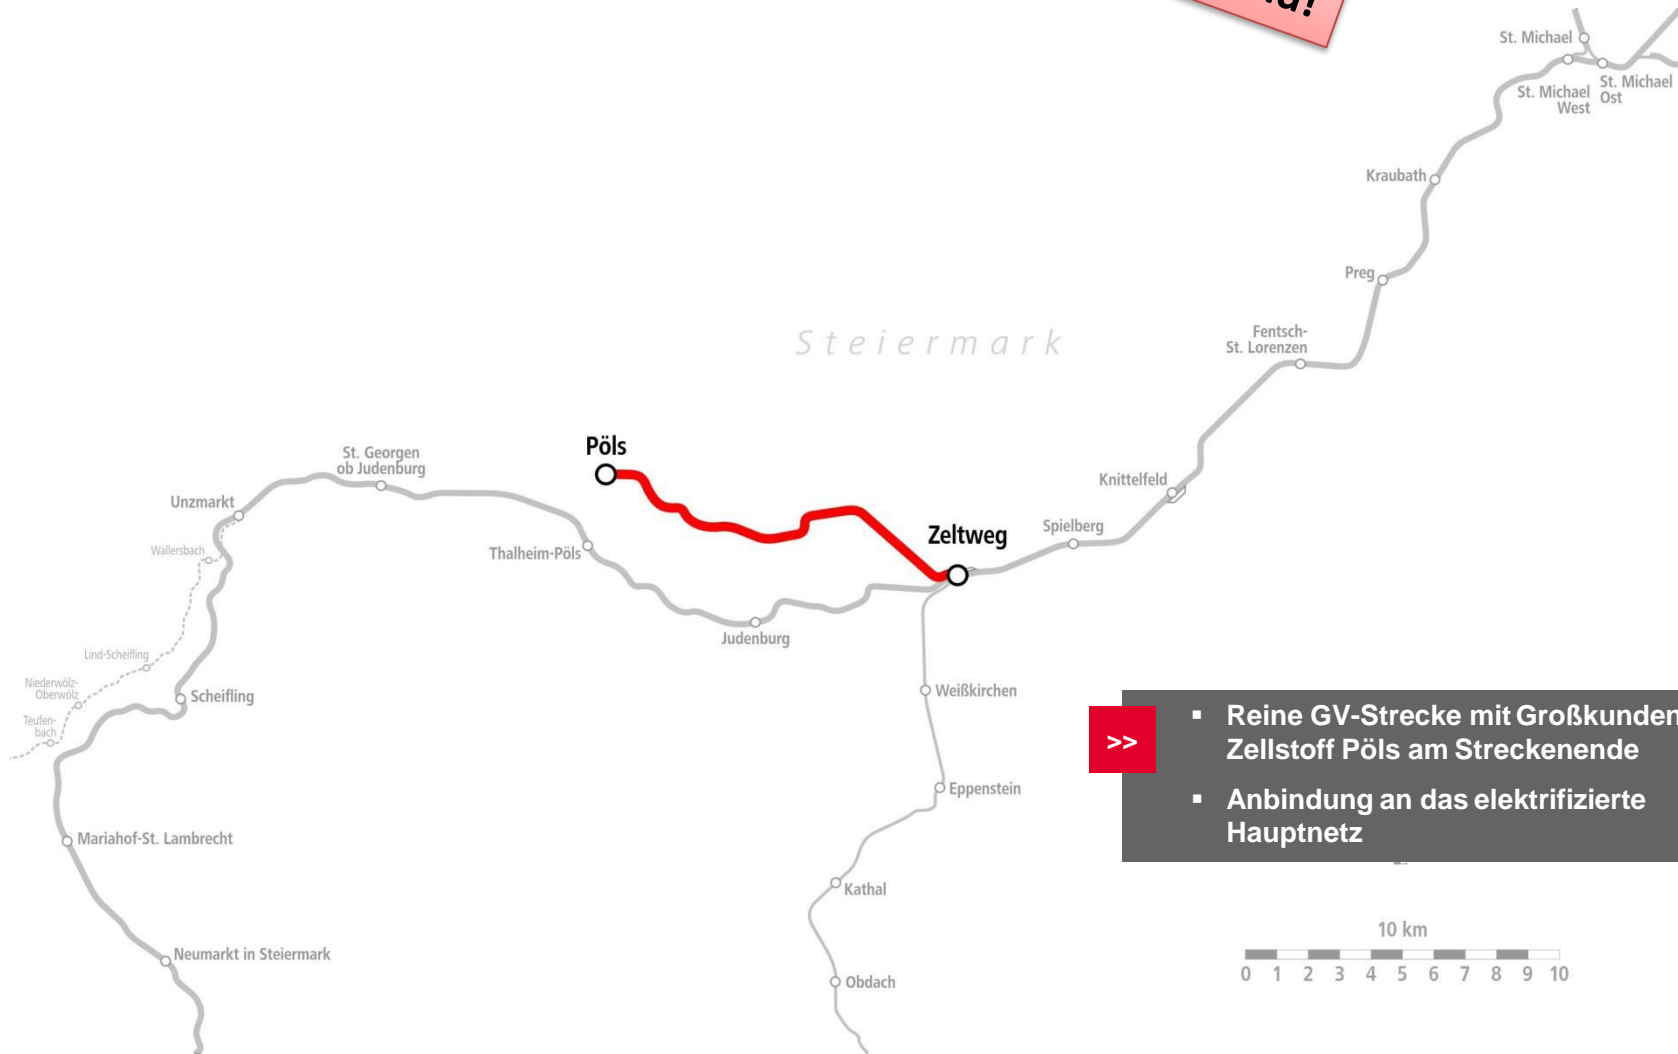 St. Michael
St. Michael
West
St. Michael
Ost
Kraubath
Preg
Steiermark
Fentsch-
St. Lorenzen
Pöls
St. Georgen
ob Judenburg
Knittelfeld
Unzmarkt
Spielberg
Zeltweg
Wallersbach
Thalheim-Pöls
Judenburg
Lind-Scheifling
Niederwölz-
Oberwölz
Scheifling
Weißkirchen
Teufen-
bach
>>
▪ Reine GV-Strecke mit Großkunden
Zellstoff Pöls am Streckenende
▪ Anbindung an das elektrifizierte
Hauptnetz
Eppenstein
Mariahof-St. Lambrecht
Kathal
Neumarkt in Steiermark
Obdach
10 km
0 1 2 3 4 5 6 7 8 9 10